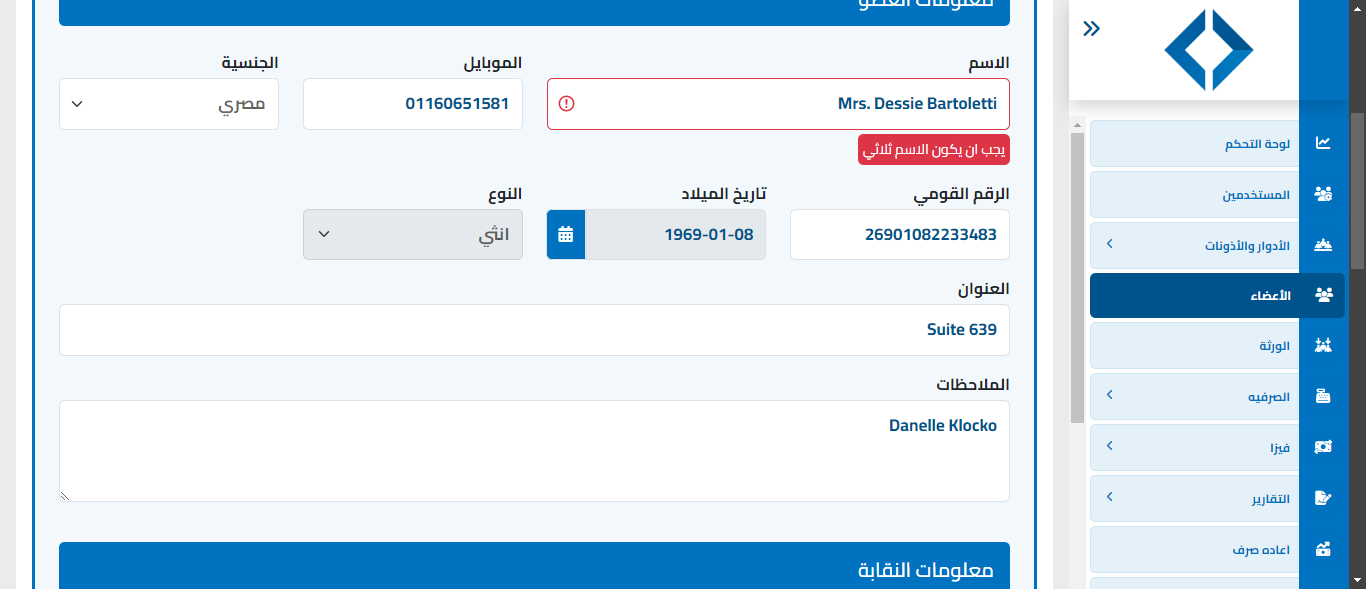 معلومات العضو
الاسم
Mrs. Dessie Bartoletti
يجب ان يكون الاسم ثلاثي
الموبايل
01160651581
الجنسية
مصري
الرقم القومي
26901082233483
تاريخ الميلاد
1969-01-08
النوع
انثي
العنوان
Suite 639
الملاحظات
Danelle Klocko
معلومات النقابة
لوحة التحكم
المستخدمين
الأدوار والأذونات
الأعضاء
الورثة
الصرفيه
فيزا
التقارير
اعاده صرف